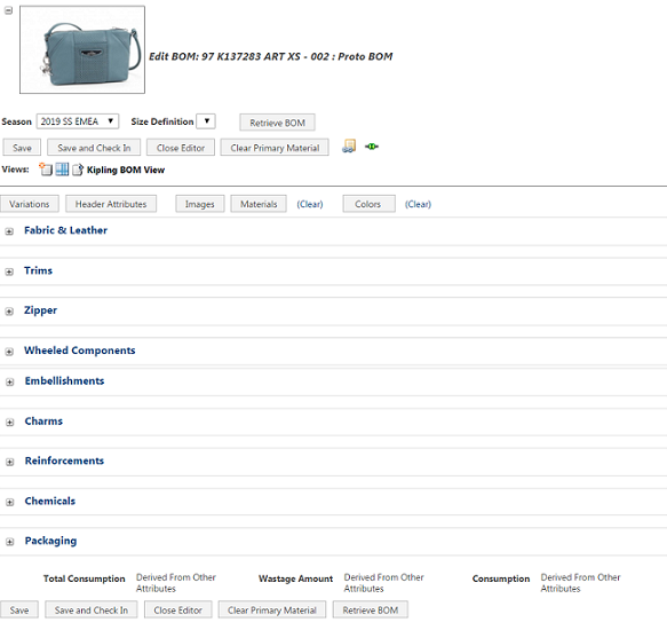 Edit BOM: 97 K137283 ART XS - 002 : Proto BOM
Season 2019 SS EMEA Size Definition Retrieve BOM
Save Save and Check In Close Editor Clear Primary Material
Views: Kipling BOM View
Variations Header Attributes Images Materials (Clear) Colors (Clear)
Fabric & Leather
Trims
Zipper
Wheeled Components
Embellishments
Charms
Reinforcements
Chemicals
Packaging
Total Consumption Derived From Other Attributes Wastage Amount Derived From Other Attributes Consumption Derived From Other Attributes
Save Save and Check In Close Editor Clear Primary Material Retrieve BOM